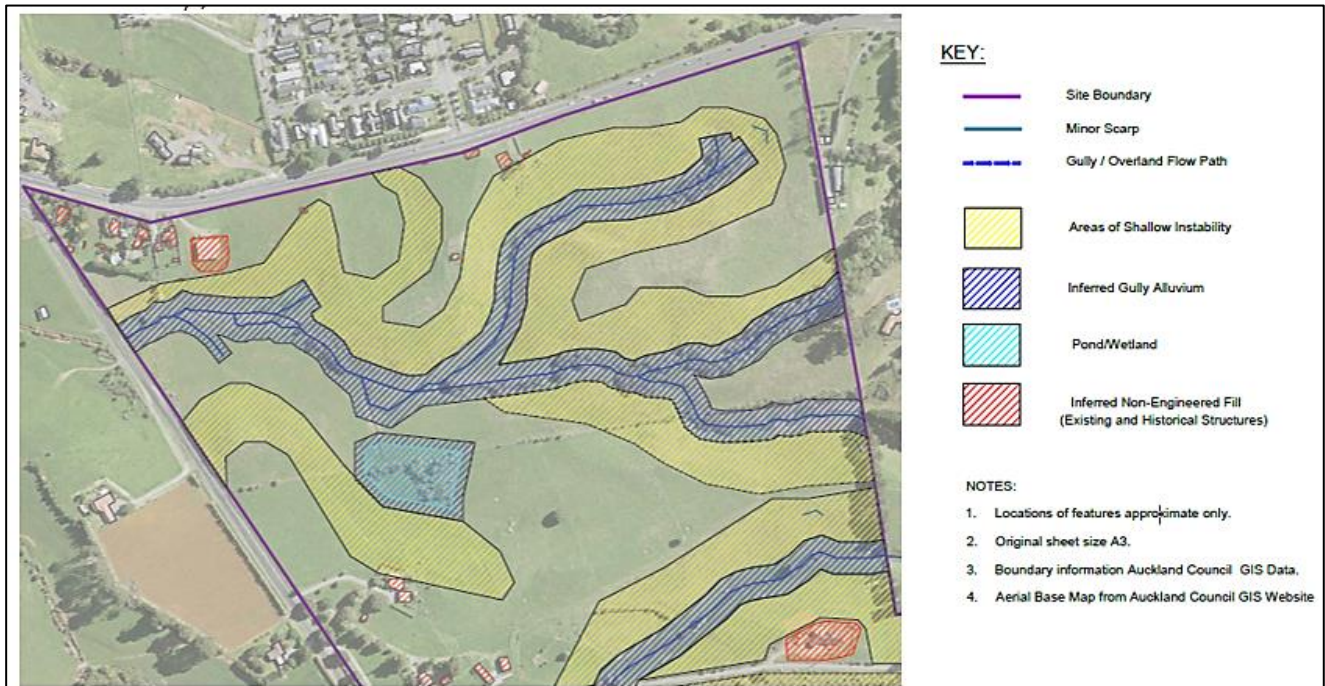 KEY:
Site Boundary
Minor Scarp
Gully / Overland Flow Path
Areas of Shallow Instability
Inferred Gully Alluvium
Pond/Wetland
Inferred Non-Engineered Fill
(Existing and Historical Structures)
NOTES:
1. Locations of features approximate only.
2. Original sheet size A3.
3. Boundary information Auckland Council GIS Data.
4. Aerial Base Map from Auckland Council GIS Website